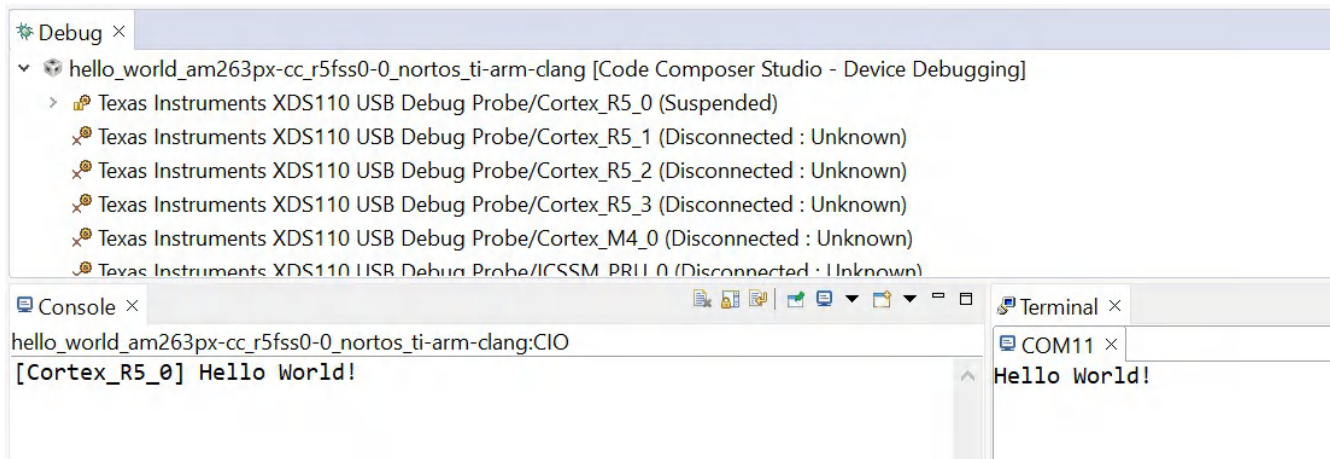 Debug
hello_world_am263px-cc_r5fss0-0_nortos_ti-arm-clang [Code Composer Studio - Device Debugging]
Texas Instruments XDS110 USB Debug Probe/Cortex_R5_0 (Suspended)
Texas Instruments XDS110 USB Debug Probe/Cortex_R5_1 (Disconnected : Unknown)
Texas Instruments XDS110 USB Debug Probe/Cortex_R5_2 (Disconnected : Unknown)
Texas Instruments XDS110 USB Debug Probe/Cortex_R5_3 (Disconnected : Unknown)
Texas Instruments XDS110 USB Debug Probe/Cortex_M4_0 (Disconnected : Unknown)
Texas Instruments XDS110 USB Debug Probe/ICSSM_PRU_0 (Disconnected : Unknown)
Console
hello_world_am263px-cc_r5fss0-0_nortos_ti-arm-clang:CIO
[Cortex_R5_0] Hello World!
Terminal
COM11
Hello World!